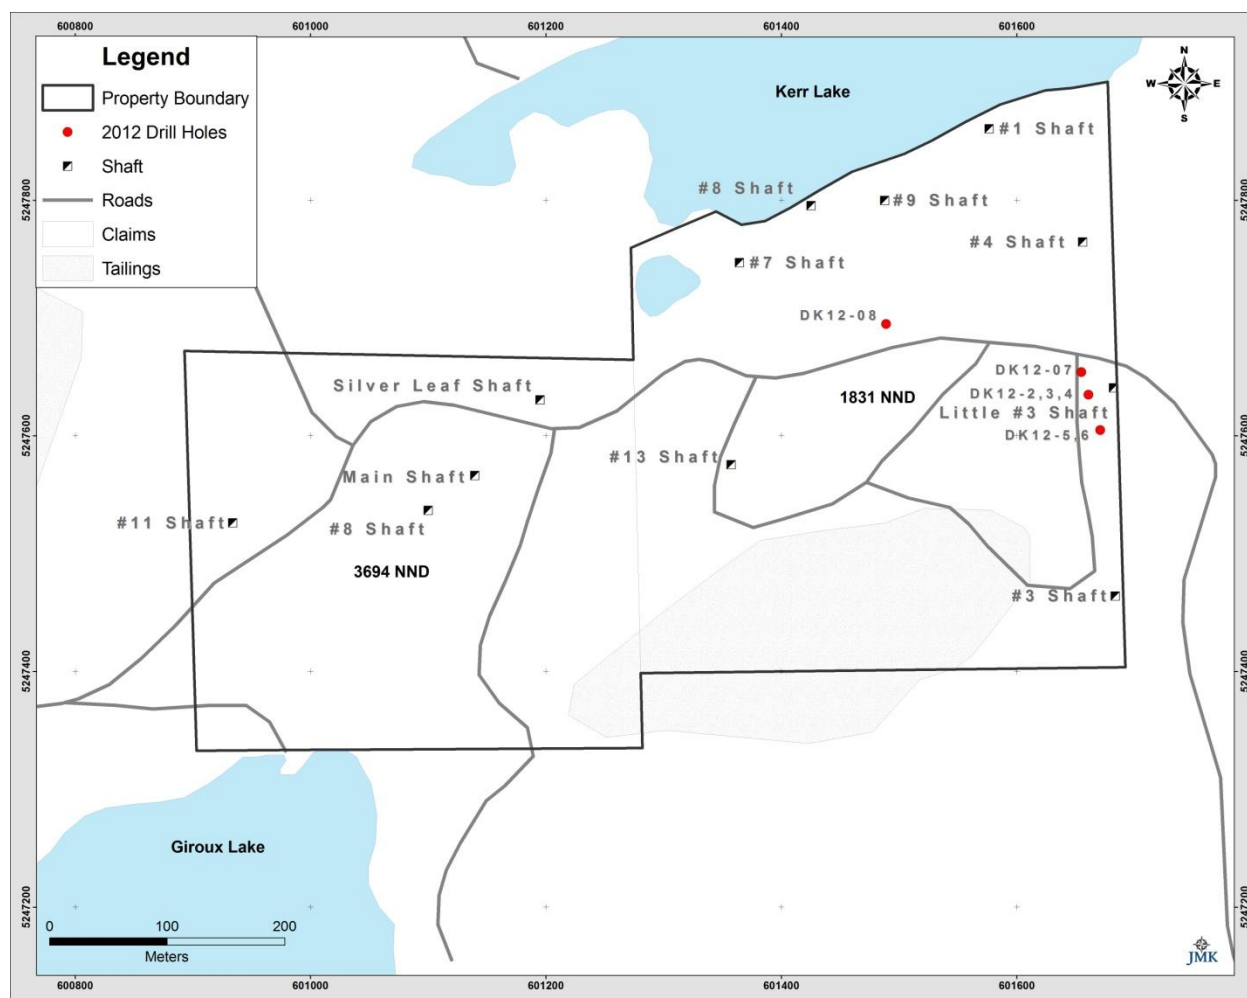 600800
601000
601200
601400
601600
Legend
Property Boundary
2012 Drill Holes
Shaft
Roads
Claims
Tailings
N
W E
S
Kerr Lake
#1 Shaft
5247800
#8 Shaft
#9 Shaft
5247800
#4 Shaft
#7 Shaft
DK12-08
DK12-07
Silver Leaf Shaft
1831 NND
DK12-2,3,4
Little #3 Shaft
5247600
DK12-5,6
5247600
#13 Shaft
Main Shaft
#11 Shaft
#8 Shaft
3694 NND
#3 Shaft
5247400
5247400
Giroux Lake
5247200
5247200
0 100 200
Meters
JMK
600800
601000
601200
601400
601600